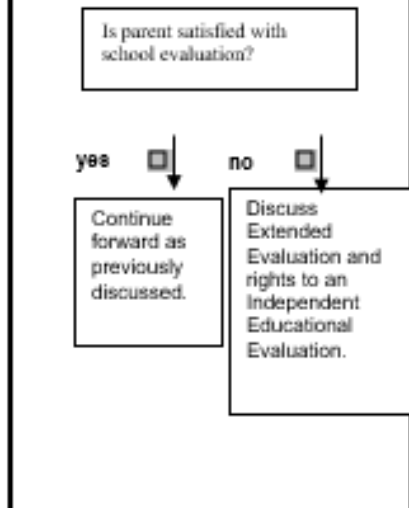 Is parent satisfied with
school evaluation?
yes
no
Continue
forward as
previously
discussed.
Discuss
Extended
Evaluation and
rights to an
Independent
Educational
Evaluation.